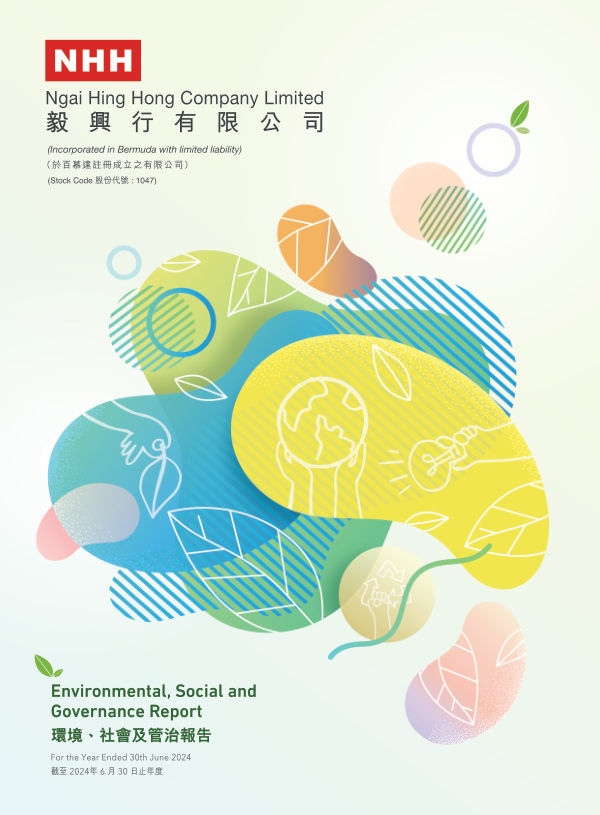 NHH
Ngai Hing Hong Company Limited
毅興行有限公司
(Incorporated in Bermuda with limited liability)
(於百慕達註冊成立之有限公司)
(Stock Code 股份代號 : 1047)
Environmental, Social and
Governance Report
環境、社會及管治報告
For the Year Ended 30th June 2024
截至 2024年 6 月 30 日止年度